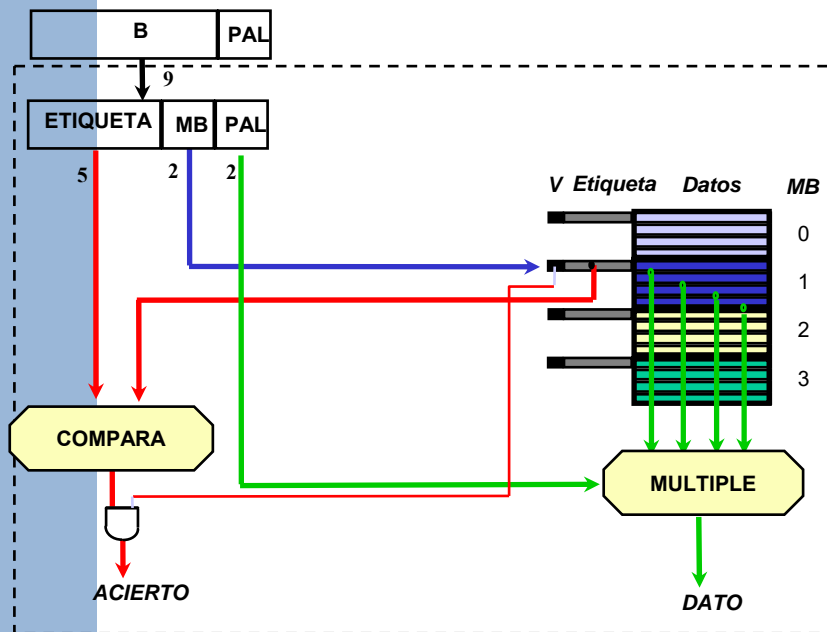 B PAL
9
ETIQUETA MB PAL
5 2 2
V Etiqueta Datos MB
0
1
2
3
COMPARA
MULTIPLE
ACIERTO
DATO